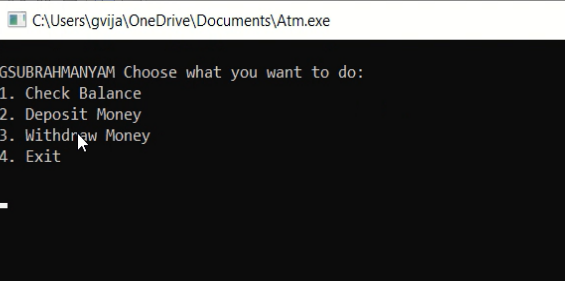 C:\Users\gvija\OneDrive\Documents\Atm.exe
GSUBRAHMANYAM Choose what you want to do:
1. Check Balance
2. Deposit Money
3. Withdraw Money
4. Exit